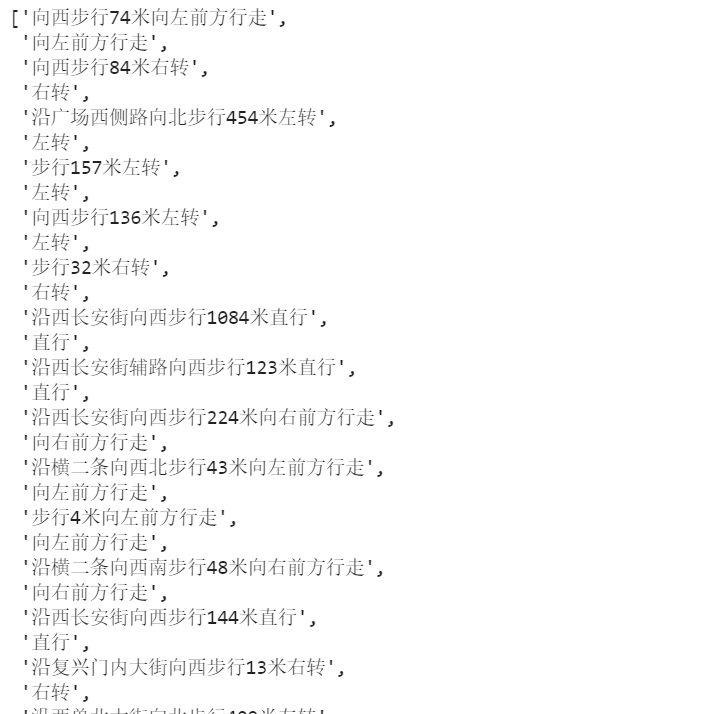 ['向西步行74米向左前方行走',
'向左前方行走',
'向西步行84米右转',
'右转',
'沿广场西侧路向北步行454米左转',
'左转',
'步行157米左转',
'左转',
'向西步行136米左转',
'左转',
'步行32米右转',
'右转',
'沿西长安街向西步行1084米直行',
'直行',
'沿西长安街辅路向西步行123米直行',
'直行',
'沿西长安街向西步行224米向右前方行走',
'向右前方行走',
'沿横二条向西北步行43米向左前方行走',
'向左前方行走',
'步行4米向左前方行走',
'向左前方行走',
'沿横二条向西南步行48米向右前方行走',
'向右前方行走',
'沿西长安街向西步行144米直行',
'直行',
'沿复兴门内大街向西步行13米右转',
'右转',